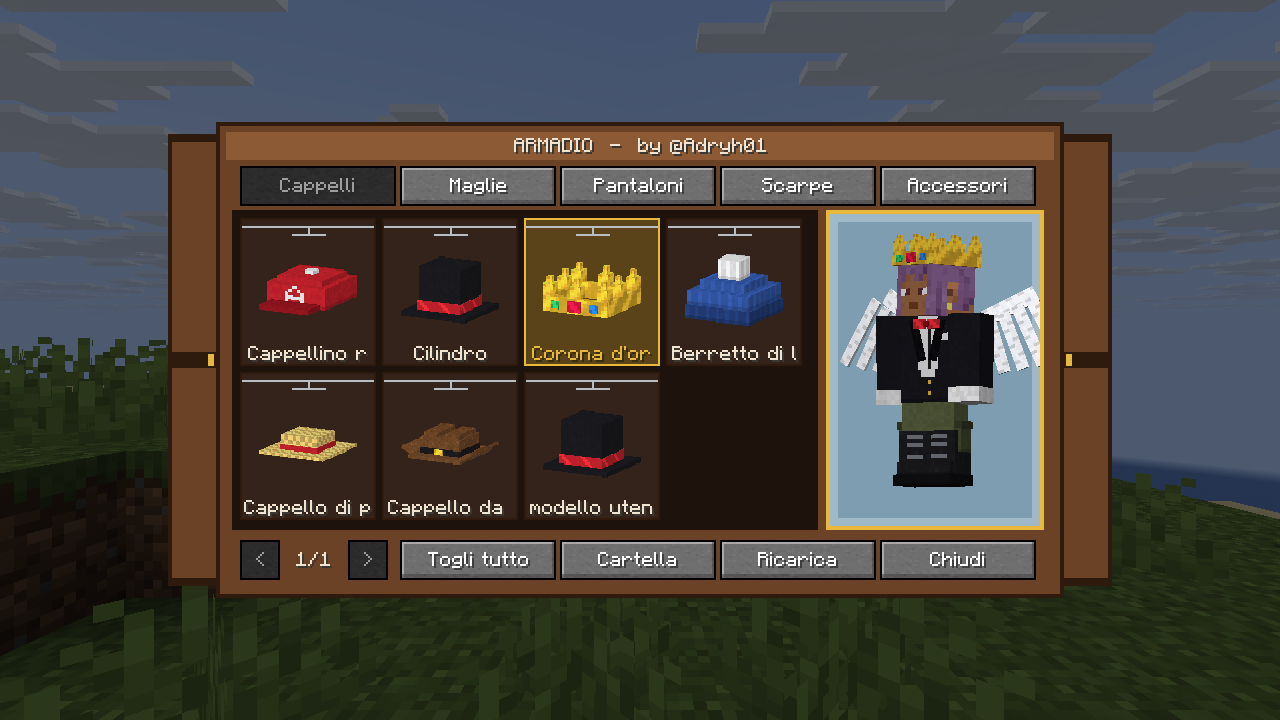 ARMADIO - by @Adryh01
Cappelli Maglie Pantaloni Scarpe Accessori
Cappellino r Cilindro Corona d'or Berretto di l
Cappello di p Cappello da modello uten
< 1/1 > Togli tutto Cartella Ricarica Chiudi